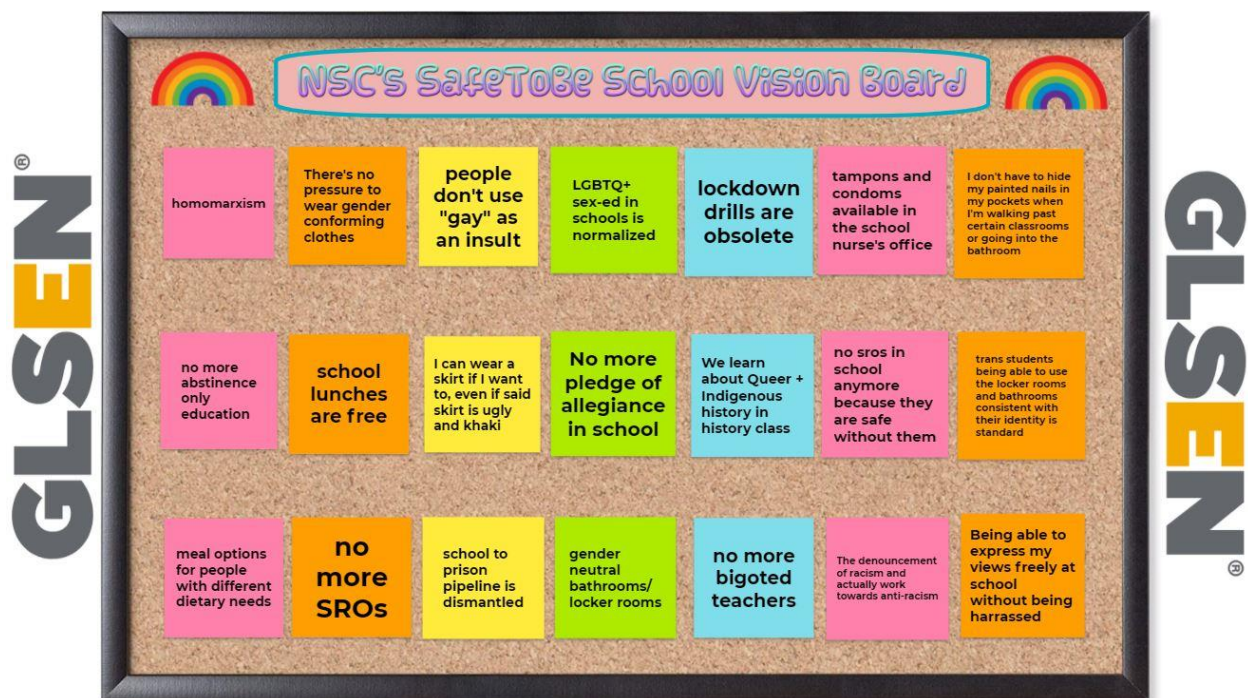 NSC's SafeToBe School Vision Board
GLSEN®
homomarxism
There's no
pressure to
wear gender
conforming
clothes
people
don't use
"gay" as
an insult
LGBTQ+
sex-ed in
schools is
normalized
lockdown
drills are
obsolete
tampons and
condoms
available in
the school
nurse's office
I don't have to hide
my painted nails in
my pockets when
I'm walking past
certain classrooms
or going into the
bathroom
no more
abstinence
only
education
school
lunches
are free
I can wear a
skirt if I want
to, even if said
skirt is ugly
and khaki
No more
pledge of
allegiance
in school
We learn
about Queer +
Indigenous
history in
history class
no sros in
school
anymore
because they
are safe
without them
trans students
being able to use
the locker rooms
and bathrooms
consistent with
their identity is
standard
meal options
for people
with different
dietary needs
no
more
SROs
school to
prison
pipeline is
dismantled
gender
neutral
bathrooms/
locker rooms
no more
bigoted
teachers
The denouncement
of racism and
actually work
towards anti-racism
Being able to
express my
views freely at
school
without being
harrassed
GLSEN®